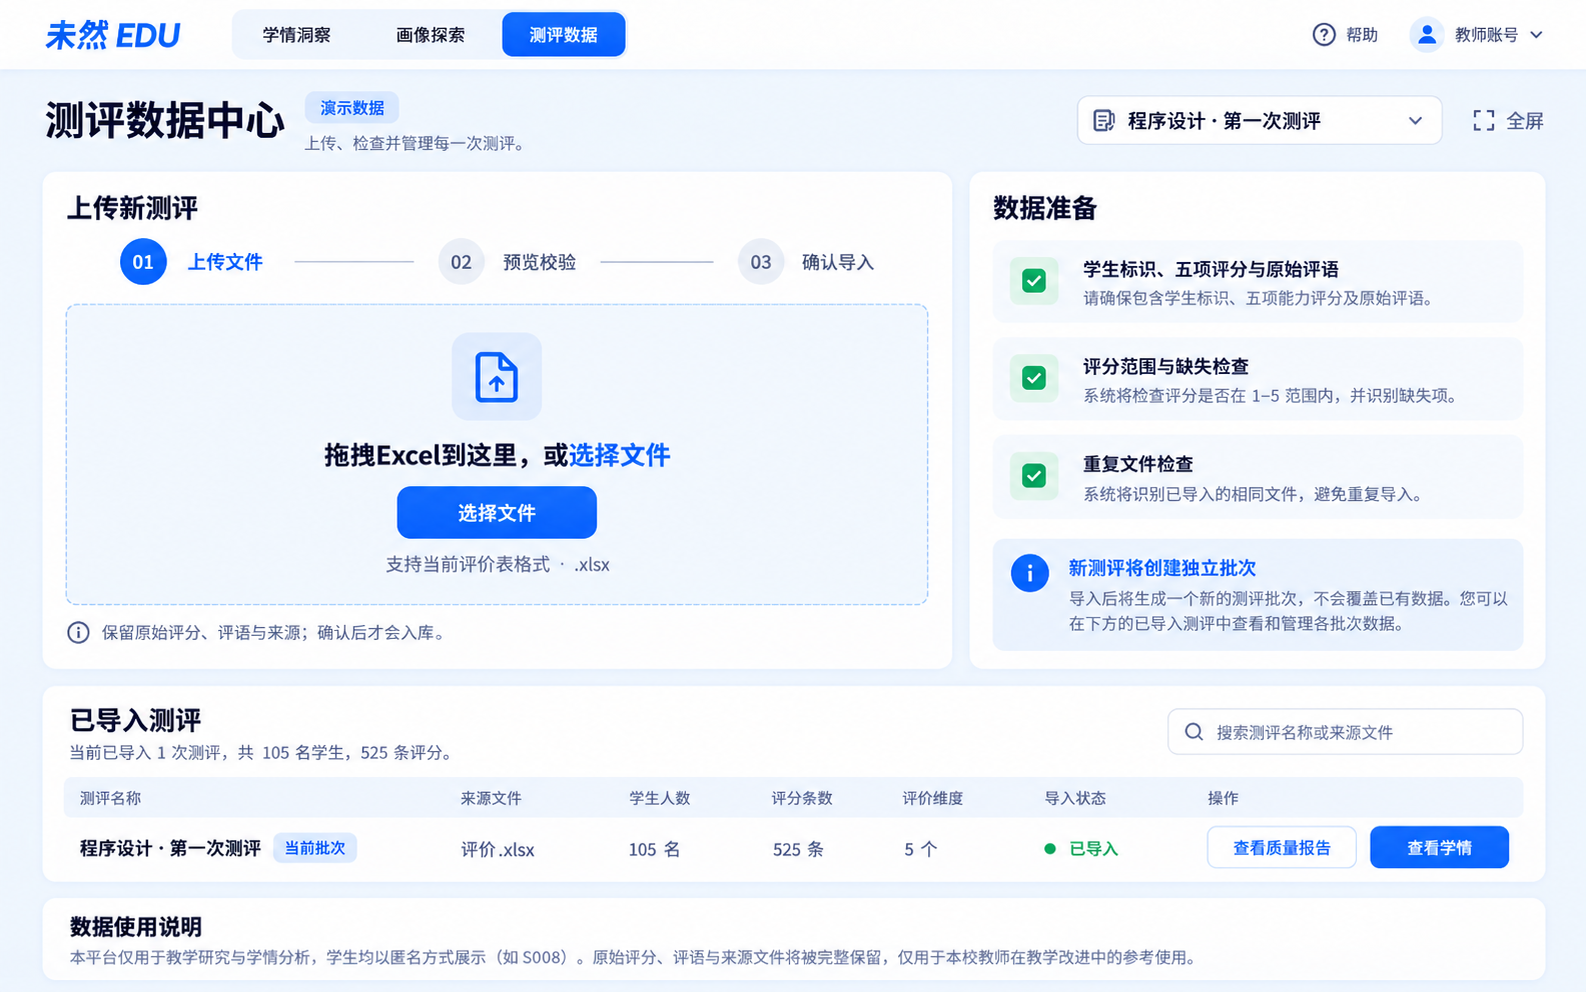 未然 EDU
学情洞察
画像探索
测评数据
帮助
教师账号
测评数据中心
演示数据
上传、检查并管理每一次测评。
程序设计 · 第一次测评
全屏
上传新测评
01 上传文件
02 预览校验
03 确认导入
拖拽Excel到这里，或选择文件
选择文件
支持当前评价表格式 · .xlsx
保留原始评分、评语与来源；确认后才会入库。
数据准备
学生标识、五项评分与原始评语
请确保包含学生标识、五项能力评分及原始评语。
评分范围与缺失检查
系统将检查评分是否在 1–5 范围内，并识别缺失项。
重复文件检查
系统将识别已导入的相同文件，避免重复导入。
新测评将创建独立批次
导入后将生成一个新的测评批次，不会覆盖已有数据。您可以
在下方的已导入测评中查看和管理各批次数据。
已导入测评
当前已导入 1 次测评，共 105 名学生，525 条评分。
搜索测评名称或来源文件
测评名称 来源文件 学生人数 评分条数 评价维度 导入状态 操作
程序设计 · 第一次测评 当前批次 评价.xlsx 105 名 525 条 5 个 已导入 查看质量报告 查看学情
数据使用说明
本平台仅用于教学研究与学情分析，学生均以匿名方式展示（如 S008）。原始评分、评语与来源文件将被完整保留，仅用于本校教师在教学改进中的参考使用。